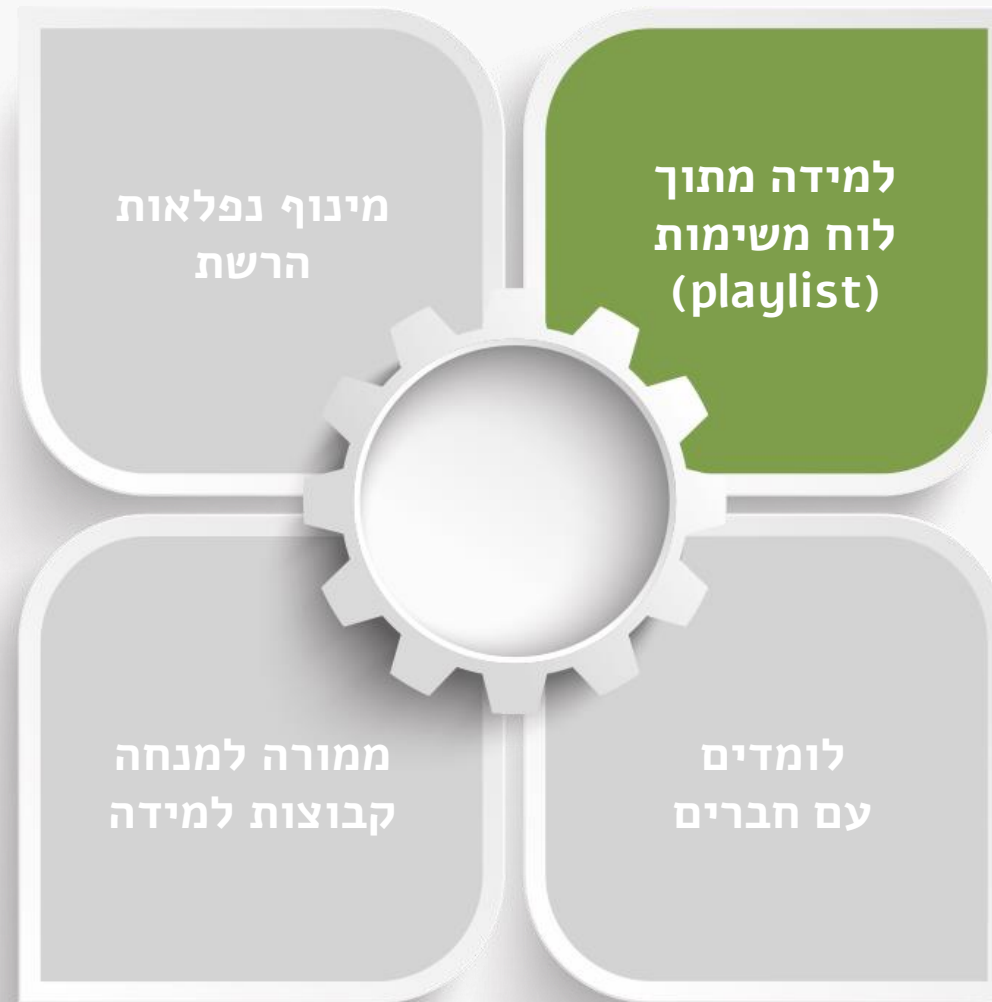 למידה מתוך
לוח משימות
(playlist)
מינוף נפלאות
הרשת
לומדים
עם חברים
ממורה למנחה
קבוצות למידה